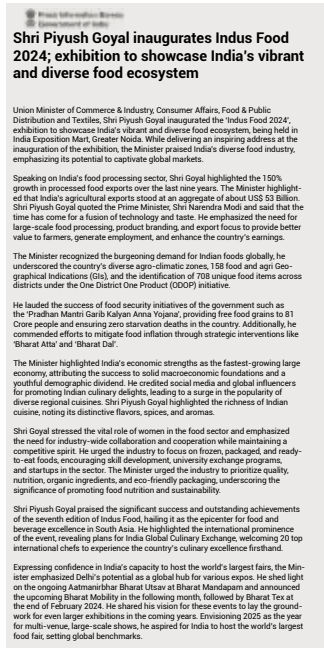 Shri Piyush Goyal inaugurates Indus Food
2024; exhibition to showcase India's vibrant
and diverse food ecosystem
Union Minister of Commerce & Industry, Consumer Affairs, Food & Public
Distribution and Textiles, Shri Piyush Goyal inaugurated the 'Indus Food 2024',
exhibition to showcase India's vibrant and diverse food ecosystem, being held in
India Exposition Mart, Greater Noida. While delivering an inspiring address at the
inauguration of the exhibition, the Minister praised India's diverse food industry,
emphasizing its potential to captivate global markets.
Speaking on India's food processing sector, Shri Goyal highlighted the 150%
growth in processed food exports over the last nine years. The Minister highlight-
ed that India's agricultural exports stood at an aggregate of about US$ 53 Billion.
Shri Piyush Goyal quoted the Prime Minister, Shri Narendra Modi and said that the
time has come for a fusion of technology and taste. He emphasized the need for
large-scale food processing, product branding, and export focus to provide better
value to farmers, generate employment, and enhance the country's earnings.
The Minister recognized the burgeoning demand for Indian foods globally, he
underscored the country's diverse agro-climatic zones, 158 food and agri Geo-
graphical Indications (GIs), and the identification of 708 unique food items across
districts under the One District One Product (ODOP) initiative.
He lauded the success of food security initiatives of the government such as
the 'Pradhan Mantri Garib Kalyan Anna Yojana', providing free food grains to 81
Crore people and ensuring zero starvation deaths in the country. Additionally, he
commended efforts to mitigate food inflation through strategic interventions like
'Bharat Atta' and 'Bharat Dal'.
The Minister highlighted India's economic strengths as the fastest-growing large
economy, attributing the success to solid macroeconomic foundations and a
youthful demographic dividend. He credited social media and global influencers
for promoting Indian culinary delights, leading to a surge in the popularity of
diverse regional cuisines. Shri Piyush Goyal highlighted the richness of Indian
cuisine, noting its distinctive flavors, spices, and aromas.
Shri Goyal stressed the vital role of women in the food sector and emphasized
the need for industry-wide collaboration and cooperation while maintaining a
competitive spirit. He urged the industry to focus on frozen, packaged, and ready-
to-eat foods, encouraging skill development, university exchange programs,
and startups in the sector. The Minister urged the industry to prioritize quality,
nutrition, organic ingredients, and eco-friendly packaging, underscoring the
significance of promoting food nutrition and sustainability.
Shri Piyush Goyal praised the significant success and outstanding achievements
of the seventh edition of Indus Food, hailing it as the epicenter for food and
beverage excellence in South Asia. He highlighted the international prominence
of the event, revealing plans for India Global Culinary Exchange, welcoming 20 top
international chefs to experience the country's culinary excellence firsthand.
Expressing confidence in India's capacity to host the world's largest fairs, the Min-
ister emphasized Delhi's potential as a global hub for various expos. He shed light
on the ongoing Aatmanirbhar Bharat Utsav at Bharat Mandapam and announced
the upcoming Bharat Mobility in the following month, followed by Bharat Tex at
the end of February 2024. He shared his vision for these events to lay the ground-
work for even larger exhibitions in the coming years. Envisioning 2025 as the year
for multi-venue, large-scale shows, he aspired for India to host the world's largest
food fair, setting global benchmarks.